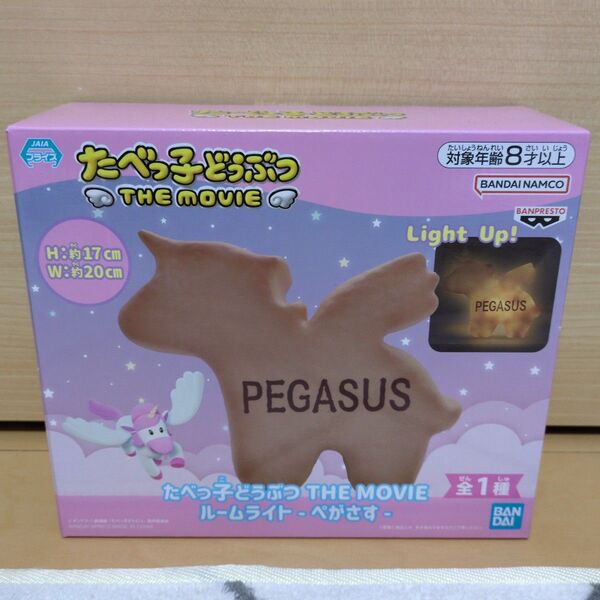 JAIA
プライズ
たべっ子どうぶつ
THE MOVIE
たいしょうねんれい さいいじょう
対象年齢8才以上
BANDAI NAMCO
BANPRESTO
H:約17cm
W:約20cm
Light Up!
PEGASUS
PEGASUS
たべっ子どうぶつ THE MOVIE
ルームライト -ぺがさす-
ぜんしゅ
全1種
BAN
DAI